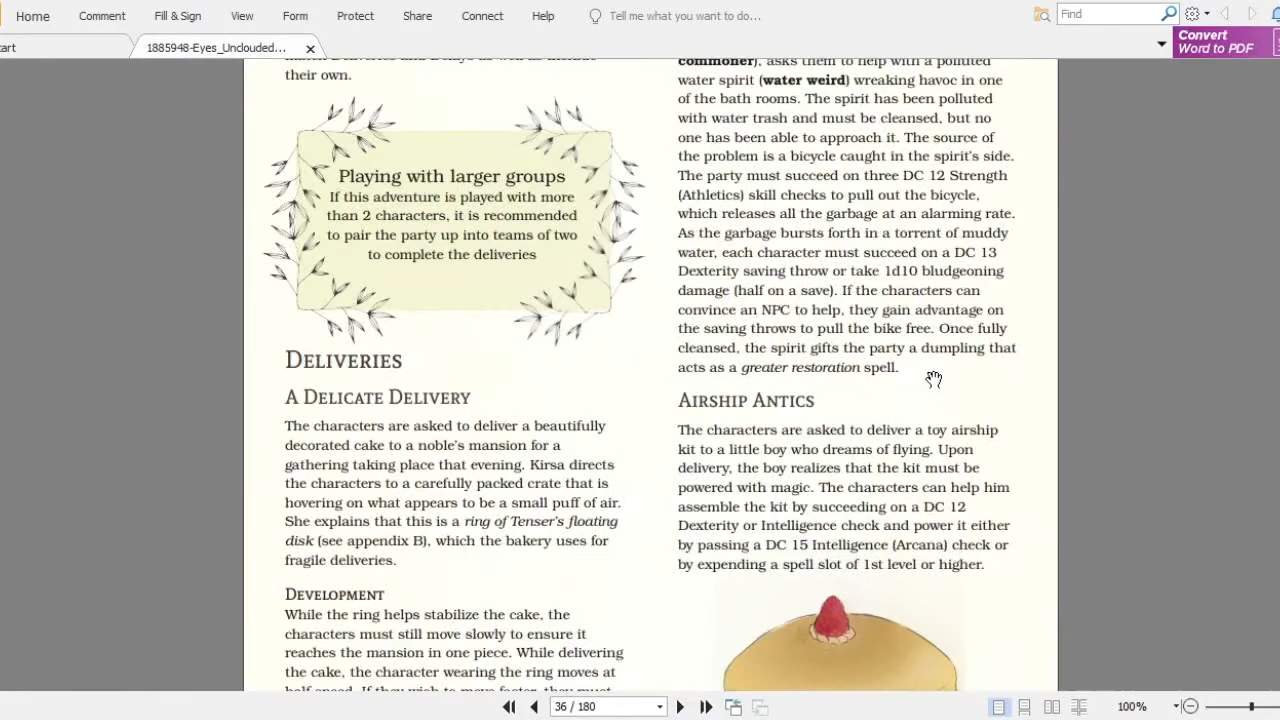 Home Comment Fill & Sign View Form Protect Share Connect Help Tell me what you want to do... Find
tart 1885948-Eyes_Unclouded... × Convert
Word to PDF
their own.
Playing with larger groups
If this adventure is played with more
than 2 characters, it is recommended
to pair the party up into teams of two
to complete the deliveries
Deliveries
A Delicate Delivery
The characters are asked to deliver a beautifully
decorated cake to a noble's mansion for a
gathering taking place that evening. Kirsa directs
the characters to a carefully packed crate that is
hovering on what appears to be a small puff of air.
She explains that this is a ring of Tenser's floating
disk (see appendix B), which the bakery uses for
fragile deliveries.
Development
While the ring helps stabilize the cake, the
characters must still move slowly to ensure it
reaches the mansion in one piece. While delivering
the cake, the character wearing the ring moves at
half speed. If they wish to move faster, they must
commoner), asks them to help with a polluted
water spirit (water weird) wreaking havoc in one
of the bath rooms. The spirit has been polluted
with water trash and must be cleansed, but no
one has been able to approach it. The source of
the problem is a bicycle caught in the spirit's side.
The party must succeed on three DC 12 Strength
(Athletics) skill checks to pull out the bicycle,
which releases all the garbage at an alarming rate.
As the garbage bursts forth in a torrent of muddy
water, each character must succeed on a DC 13
Dexterity saving throw or take 1d10 bludgeoning
damage (half on a save). If the characters can
convince an NPC to help, they gain advantage on
the saving throws to pull the bike free. Once fully
cleansed, the spirit gifts the party a dumpling that
acts as a greater restoration spell.
Airship Antics
The characters are asked to deliver a toy airship
kit to a little boy who dreams of flying. Upon
delivery, the boy realizes that the kit must be
powered with magic. The characters can help him
assemble the kit by succeeding on a DC 12
Dexterity or Intelligence check and power it either
by passing a DC 15 Intelligence (Arcana) check or
by expending a spell slot of 1st level or higher.
36 / 180 100%